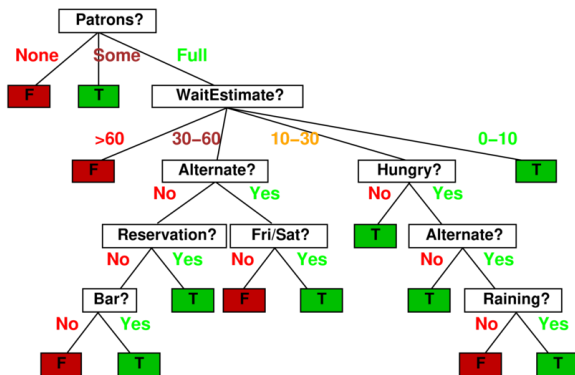 Patrons?
None Some Full
F T WaitEstimate?
>60 30–60 10–30 0–10
F Alternate? Hungry? T
No Yes No Yes
Reservation? Fri/Sat? T Alternate?
No Yes No Yes No Yes
Bar? T F T T Raining?
No Yes No Yes
F T F T